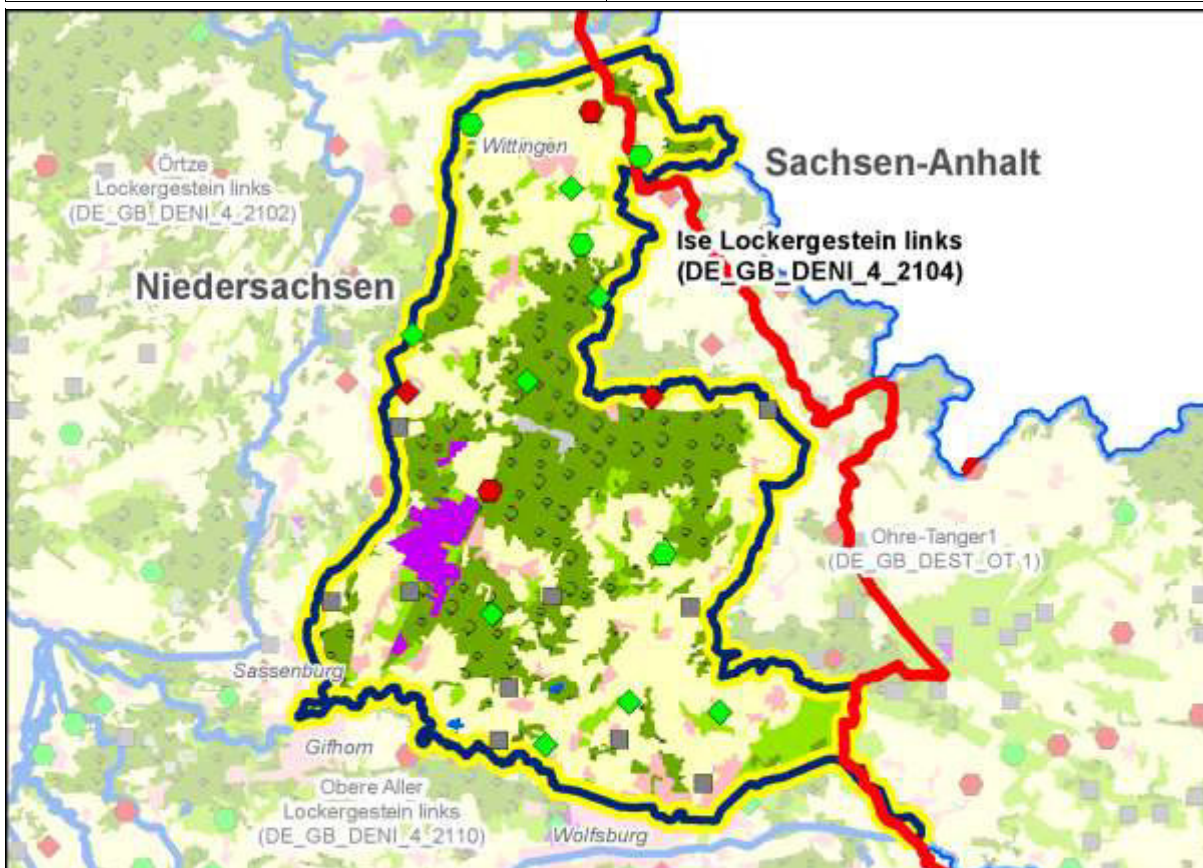 Wittingen
Sachsen-Anhalt
Örtze
Lockergestein links
(DE_GB_DENI_4_2102)
Ise Lockergestein links
(DE_GB_DENI_4_2104)
Niedersachsen
Ohre-Tanger1
(DE_GB_DEST_OT 1)
Sassenburg
Gifhorn
Obere Aller
Lockergestein links
(DE_GB_DENI_4_2110)
Wolfsburg